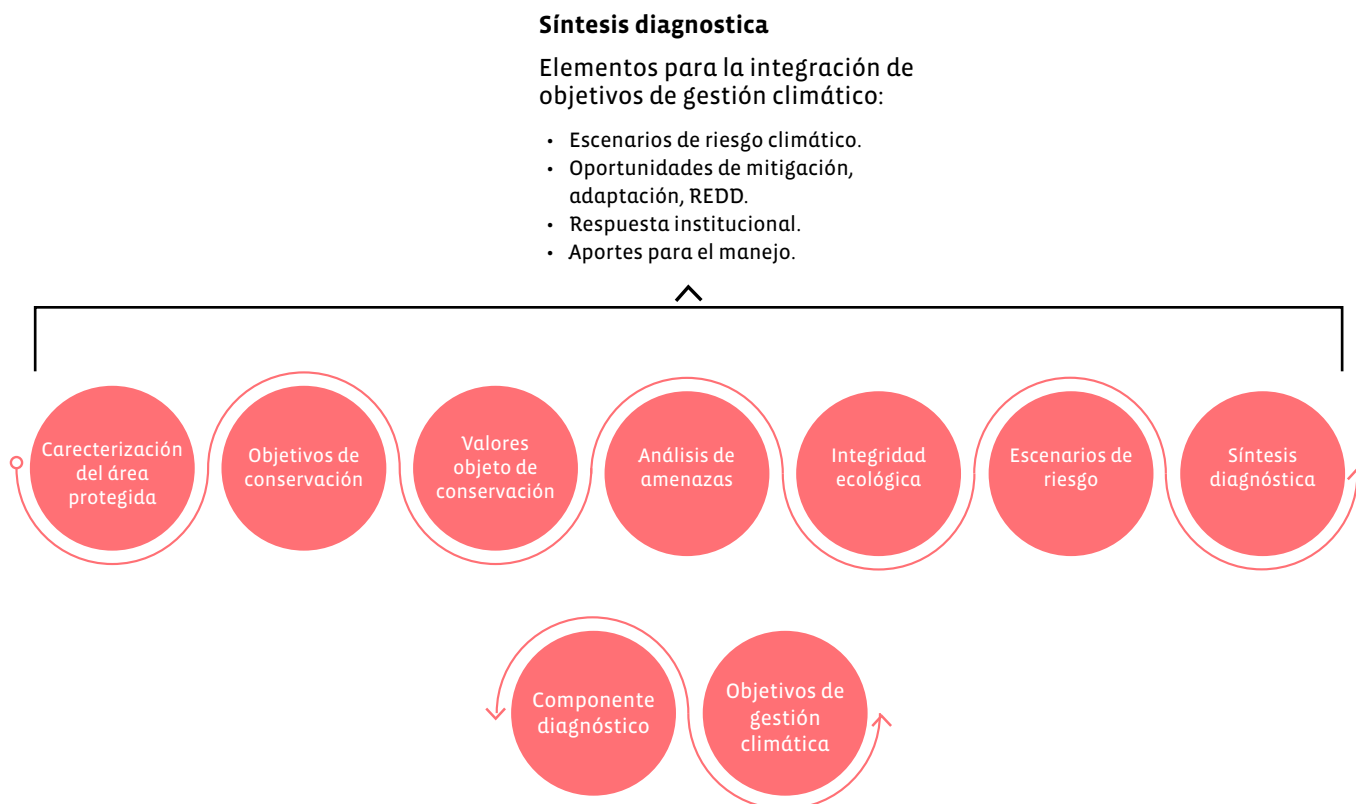 Síntesis diagnostica
Elementos para la integración de
objetivos de gestión climático:
• Escenarios de riesgo climático.
• Oportunidades de mitigación,
adaptación, REDD.
• Respuesta institucional.
• Aportes para el manejo.
Carecterización
del área
protegida
Objetivos de
conservación
Valores
objeto de
conservación
Análisis de
amenazas
Integridad
ecológica
Escenarios de
riesgo
Síntesis
diagnóstica
Componente
diagnóstico
Objetivos de
gestión
climática